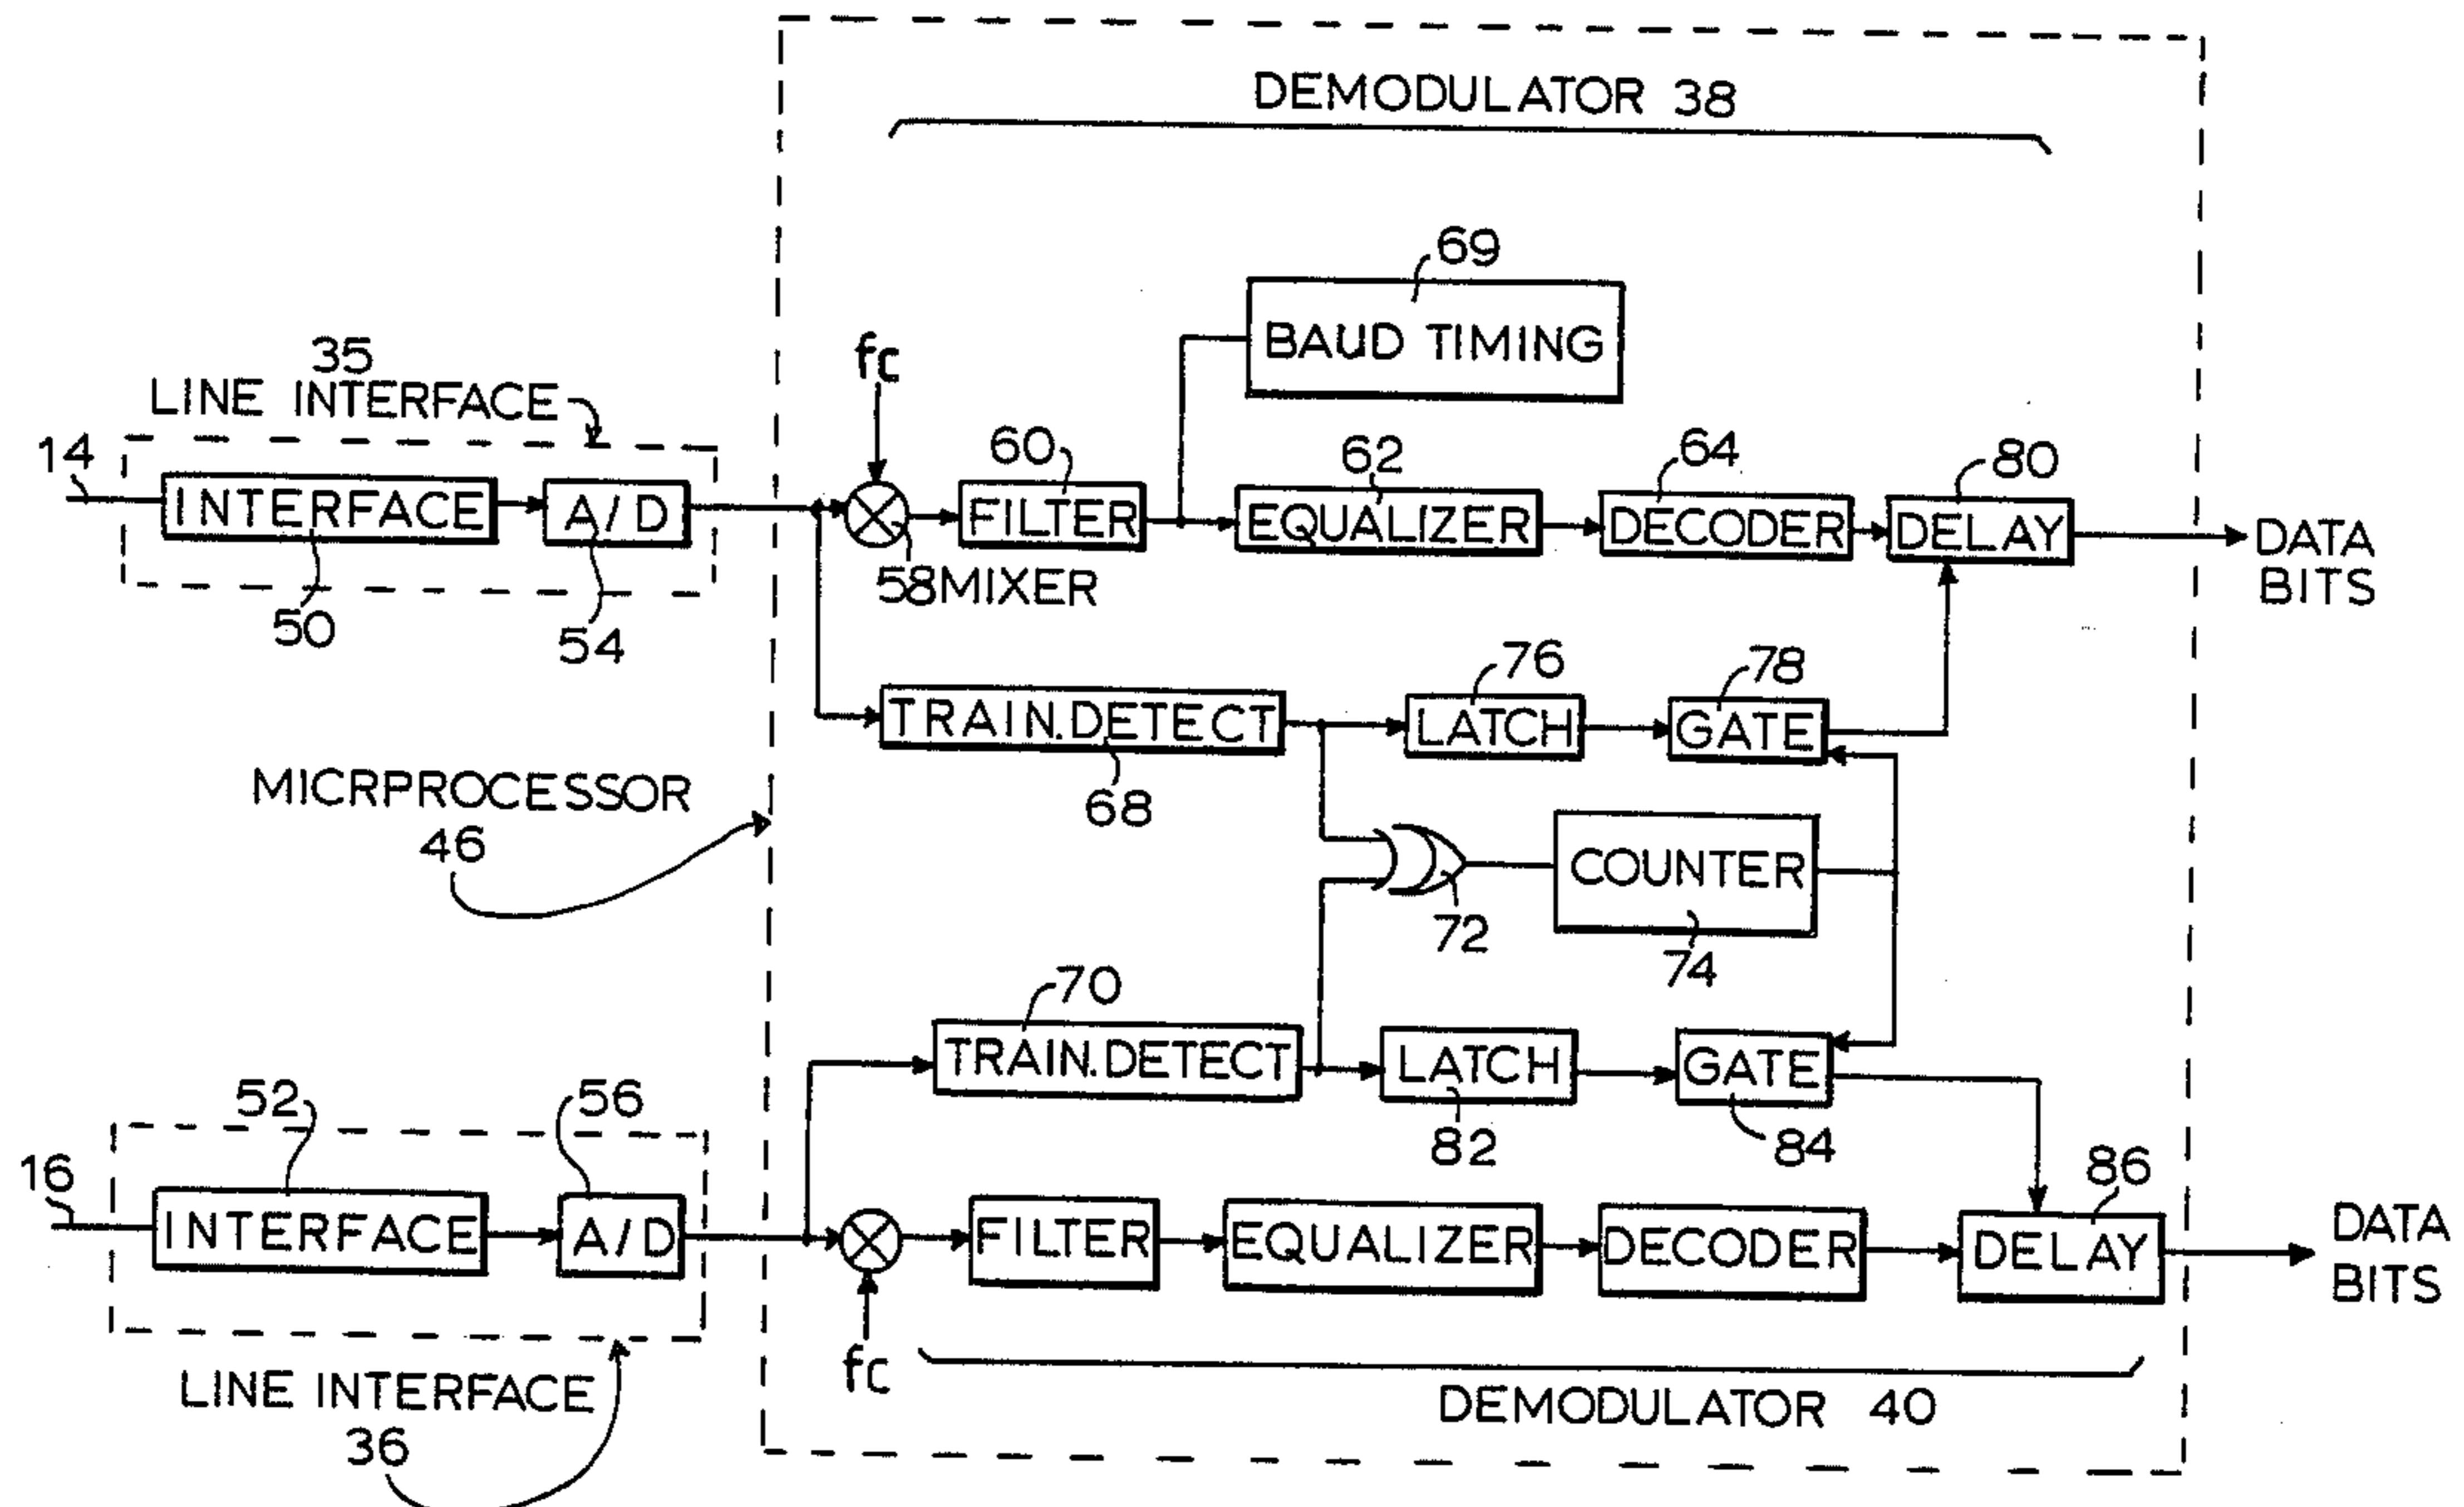 DEMODULATOR 38
69
BAUD TIMING
35
LINE INTERFACE
fc
14
60
62
64
80
INTERFACE
A/D
FILTER
EQUALIZER
DECODER
DELAY
DATA
BITS
58 MIXER
50
54
76
78
TRAIN. DETECT
LATCH
GATE
68
MICRPROCESSOR
46
COUNTER
72
74
70
TRAIN. DETECT
LATCH
GATE
82
84
52
56
86
16
INTERFACE
A/D
FILTER
EQUALIZER
DECODER
DELAY
DATA
BITS
fc
LINE INTERFACE
36
DEMODULATOR 40